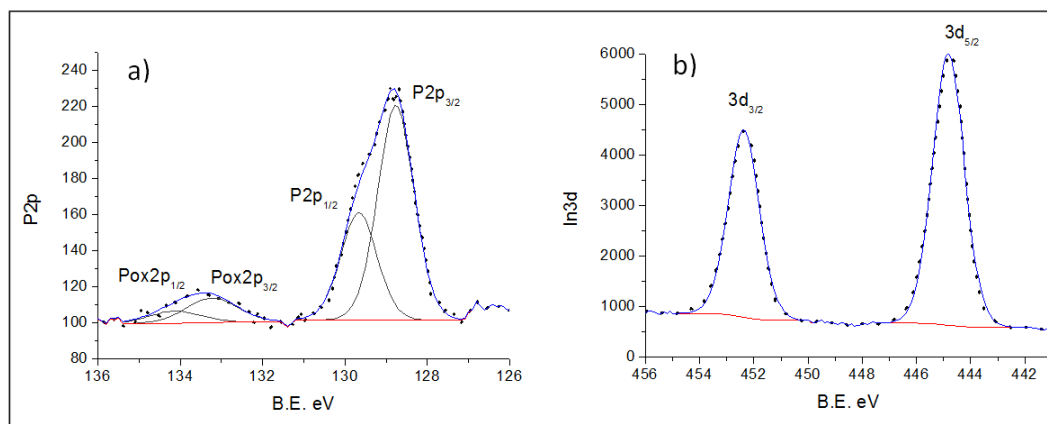 a)
P2p
240
220
200
180
160
140
120
100
80
136
134
132
130
128
126
B.E. eV
Pox2p1/2
Pox2p3/2
P2p1/2
P2p3/2
b)
In3d
6000
5000
4000
3000
2000
1000
0
456
454
452
450
448
446
444
442
B.E. eV
3d3/2
3d5/2